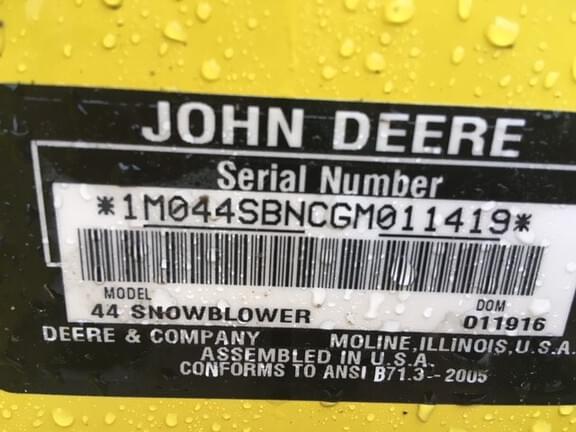 JOHN DEERE
Serial Number
*1M044SBNCGM011419*
MODEL DOM
44 SNOWBLOWER 011916
DEERE & COMPANY MOLINE, ILLINOIS, U.S.A.
ASSEMBLED IN U.S.A.
CONFORMS TO ANSI B71.3-2005